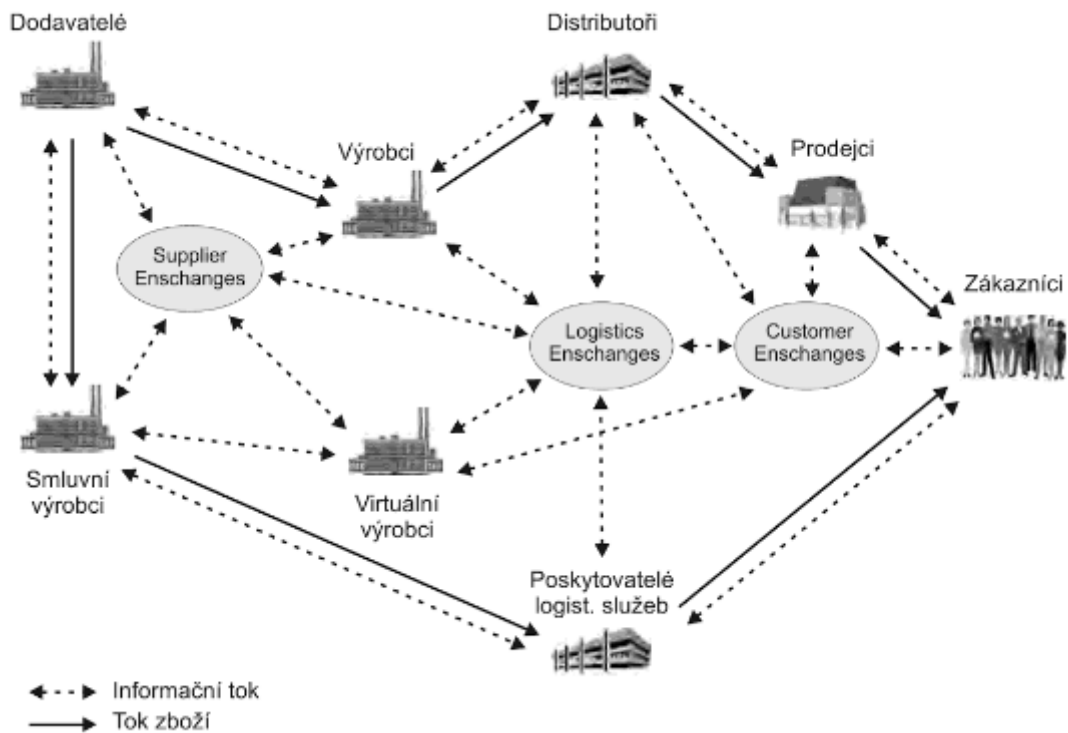 Dodavatelé
Distributoři
Výrobci
Prodejci
Supplier
Enschanges
Zákazníci
Logistics
Enschanges
Customer
Enschanges
Smluvní
výrobci
Virtuální
výrobci
Poskytovatelé
logist. služeb
Informační tok
Tok zboží